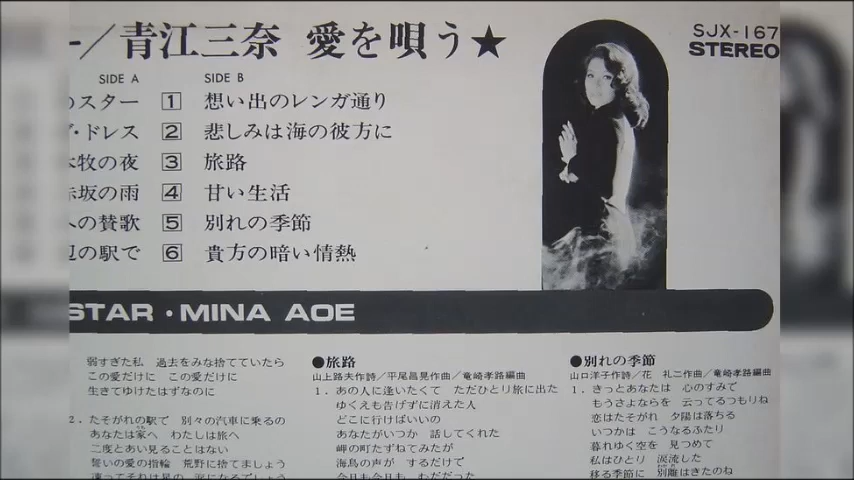 -/青江三奈 愛を唄う★
SJX-167
STEREO
SIDE A
SIDE B
のスター 1 想い出のレンガ通り
・ドレス 2 悲しみは海の彼方に
本牧の夜 3 旅路
赤坂の雨 4 甘い生活
への賛歌 5 別れの季節
辺の駅で 6 貴方の暗い情熱
STAR・MINA AOE
弱すぎた私 過去をみな捨てていたら
この愛だけに この愛だけに
生きてゆけたはずなのに
2. たそがれの駅で 別々の汽車に乗るの
あなたは家へ わたしは旅へ
二度とあい見ることはない
誓いの愛の指輪 荒野に捨てましょう
●旅路
山上路夫作詩/平尾昌晃作曲/竜崎孝路編曲
1. あの人に逢いたくて ただひとり旅に出た
ゆくえも告げずに消えた人
どこに行けばいいの
あなたがいつか 話してくれた
岬の町たずねてみたが
海鳥の声が するだけで
今日も今日も むだだった
●別れの季節
山口洋子作詩/花 礼二作曲/竜崎孝路編曲
1. きっとあなたは 心のすみで
もうさよならを 云ってるつもりね
恋はたそがれ 夕陽は落ちる
いつかは こうなるふたり
暮れゆく空を 見つめて
私はひとり 涙流した
移る季節に 別離はきたのね